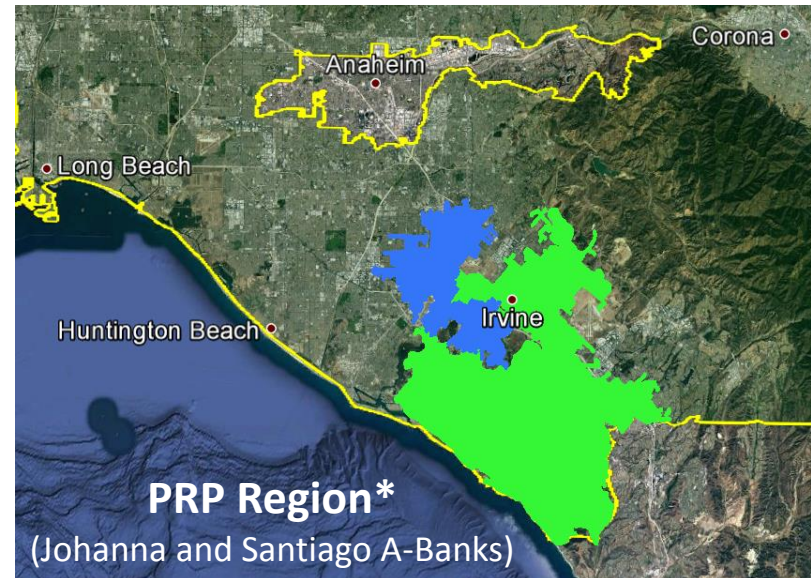 Corona
Anaheim
Long Beach
Irvine
Huntington Beach
PRP Region*
(Johanna and Santiago A-Banks)